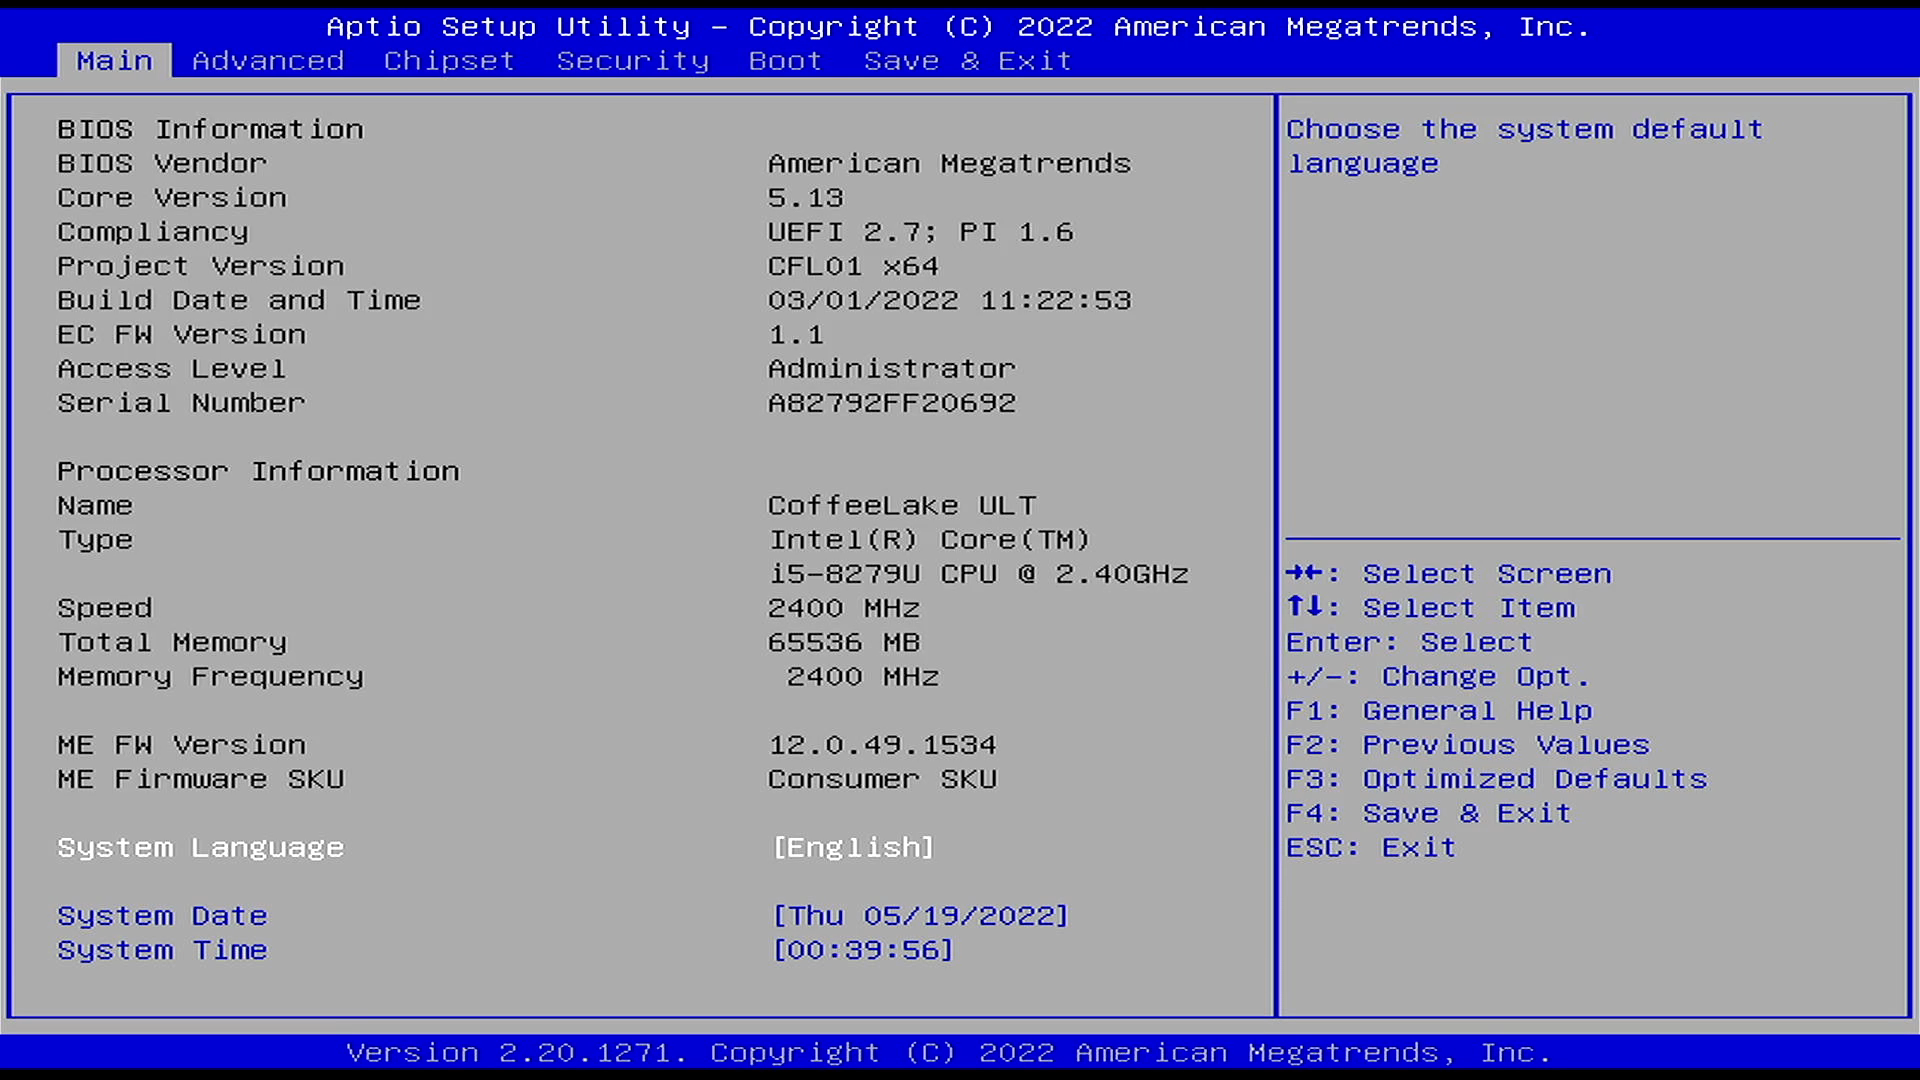 Aptio Setup Utility – Copyright (C) 2022 American Megatrends, Inc.
Main Advanced Chipset Security Boot Save & Exit
BIOS Information
BIOS Vendor American Megatrends
Core Version 5.13
Compliancy UEFI 2.7; PI 1.6
Project Version CFL01 x64
Build Date and Time 03/01/2022 11:22:53
EC FW Version 1.1
Access Level Administrator
Serial Number A82792FF20692
Processor Information
Name CoffeeLake ULT
Type Intel(R) Core(TM)
i5-8279U CPU @ 2.40GHz
Speed 2400 MHz
Total Memory 65536 MB
Memory Frequency 2400 MHz
ME FW Version 12.0.49.1534
ME Firmware SKU Consumer SKU
System Language [English]
System Date [Thu 05/19/2022]
System Time [00:39:56]
Choose the system default
language
→←: Select Screen
↑↓: Select Item
Enter: Select
+/-: Change Opt.
F1: General Help
F2: Previous Values
F3: Optimized Defaults
F4: Save & Exit
ESC: Exit
Version 2.20.1271. Copyright (C) 2022 American Megatrends, Inc.